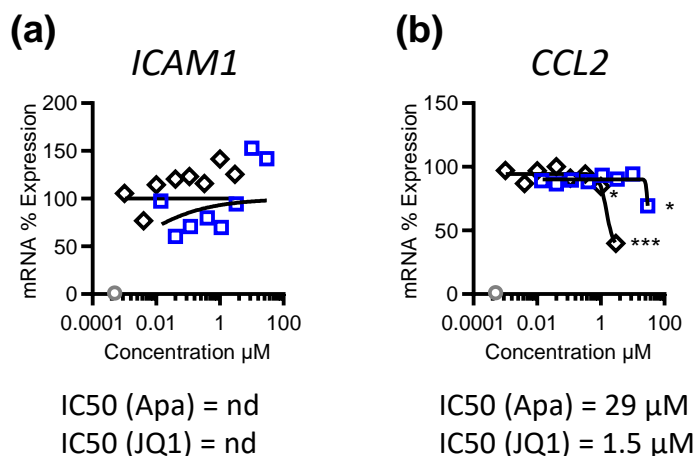 (a)
ICAM1
mRNA % Expression
200
150
100
50
0
0.0001 0.01 1 100
Concentration µM
IC50 (Apa) = nd
IC50 (JQ1) = nd
(b)
CCL2
mRNA % Expression
150
100
50
0
*
*
***
0.0001 0.01 1 100
Concentration µM
IC50 (Apa) = 29 µM
IC50 (JQ1) = 1.5 µM